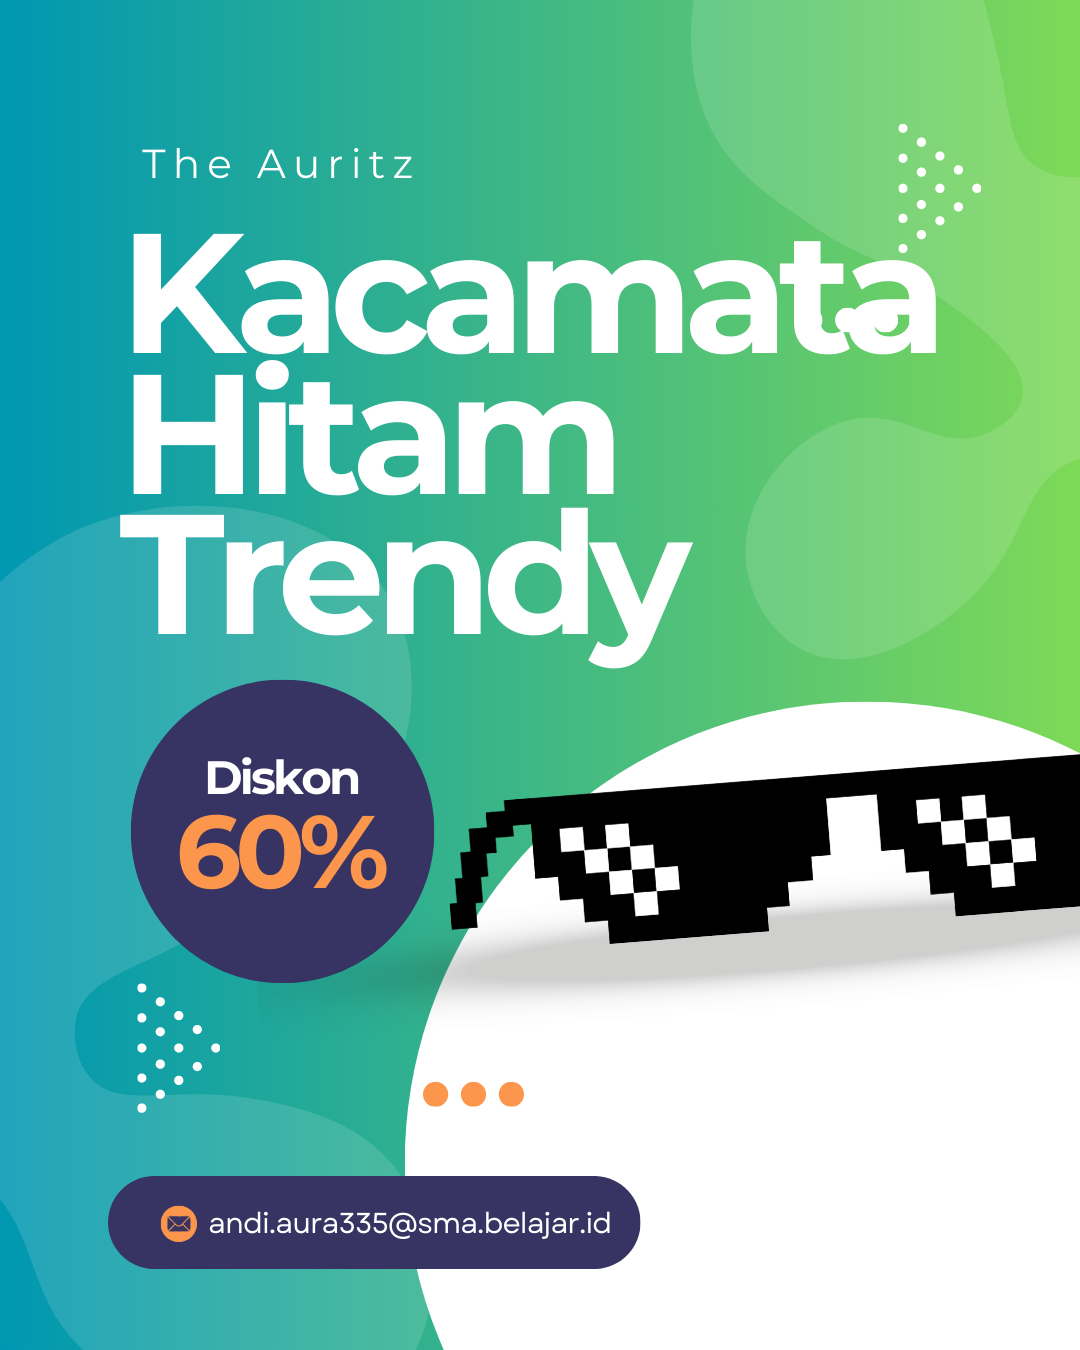 The Auritz
Kacamata
Hitam
Trendy
Diskon
60%
andi.aura335@sma.belajar.id